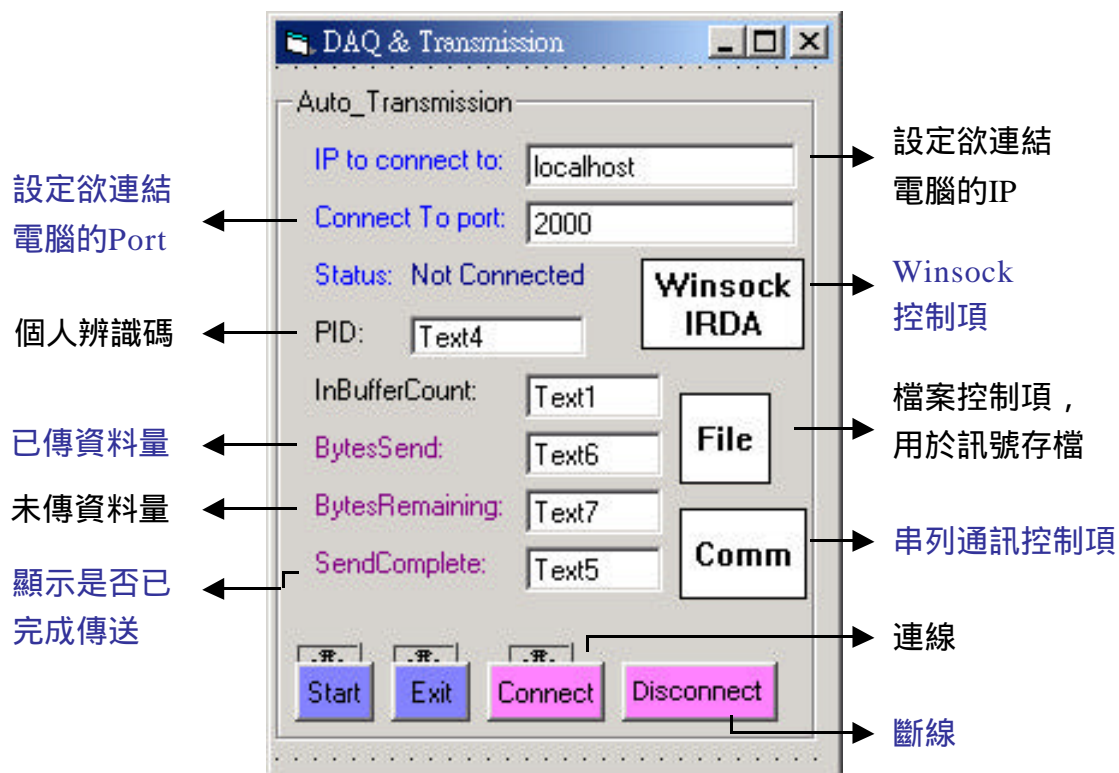 DAQ & Transmission
Auto_Transmission
IP to connect to:
localhost
設定欲連結
電腦的IP
設定欲連結
電腦的Port
Connect To port:
2000
Status: Not Connected
Winsock
IRDA
Winsock
控制項
個人辨識碼
PID:
Text4
InBufferCount:
Text1
File
檔案控制項，
用於訊號存檔
已傳資料量
BytesSend:
Text6
未傳資料量
BytesRemaining:
Text7
Comm
串列通訊控制項
顯示是否已
完成傳送
SendComplete:
Text5
連線
Start
Exit
Connect
Disconnect
斷線